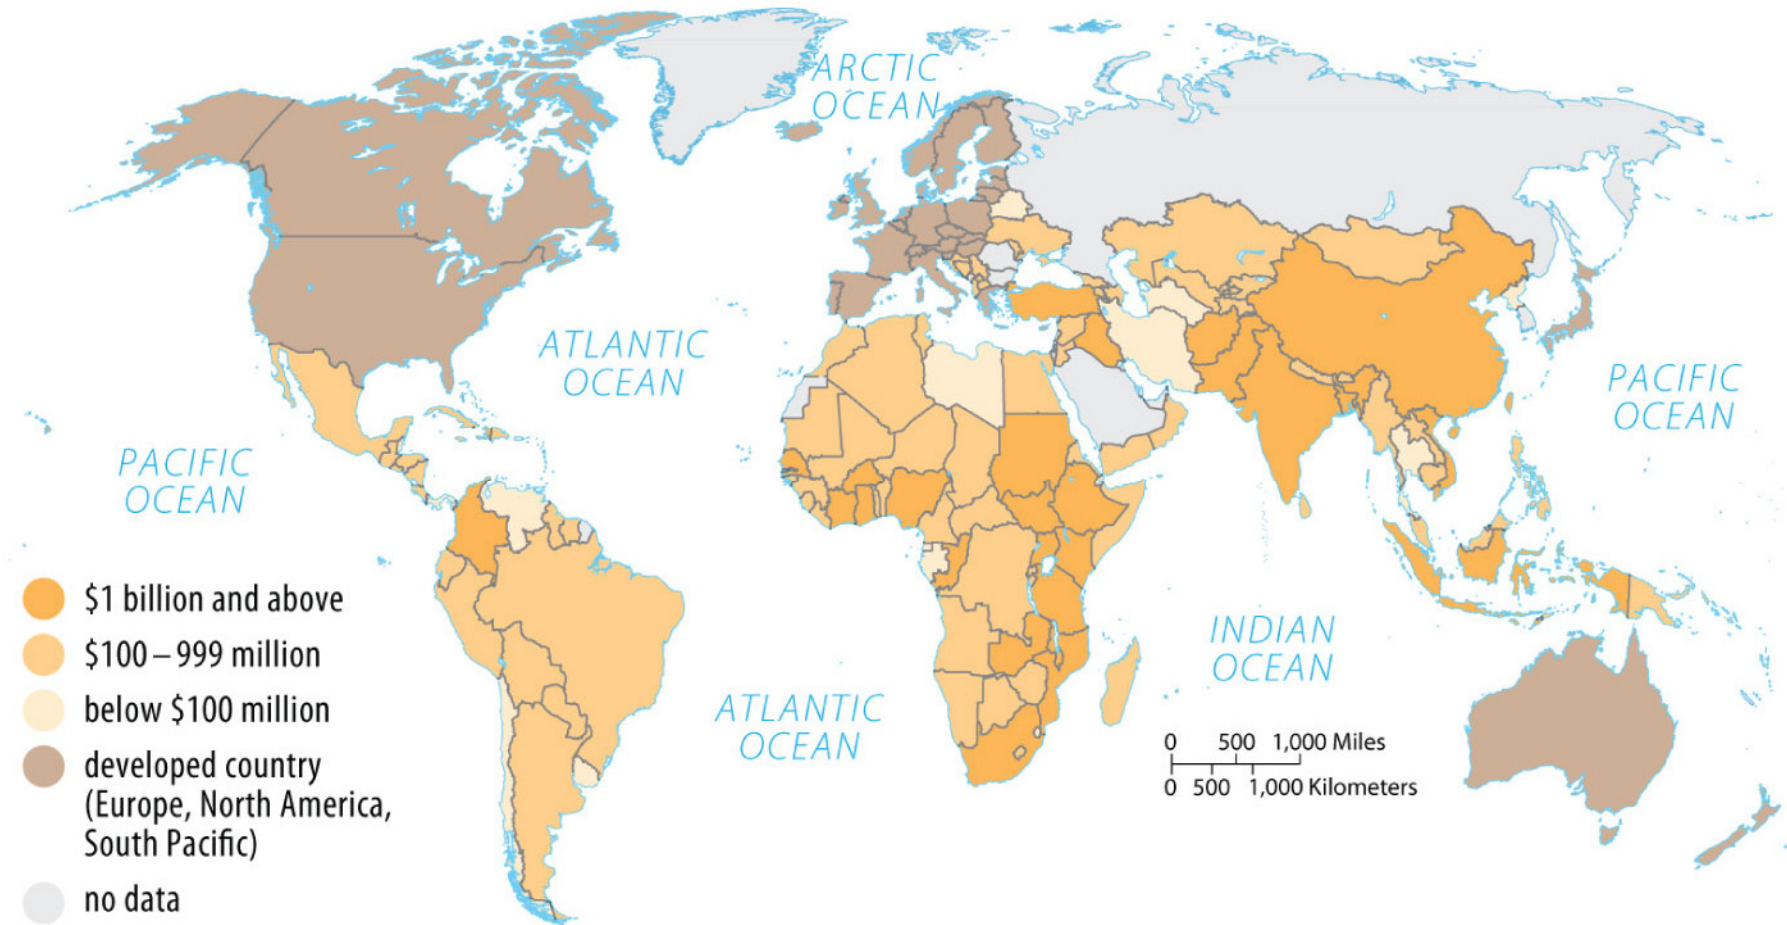 ARCTIC
OCEAN
ATLANTIC
OCEAN
PACIFIC
OCEAN
PACIFIC
OCEAN
INDIAN
OCEAN
ATLANTIC
OCEAN
$1 billion and above
$100–999 million
below $100 million
developed country
(Europe, North America,
South Pacific)
no data
0 500 1,000 Miles
0 500 1,000 Kilometers